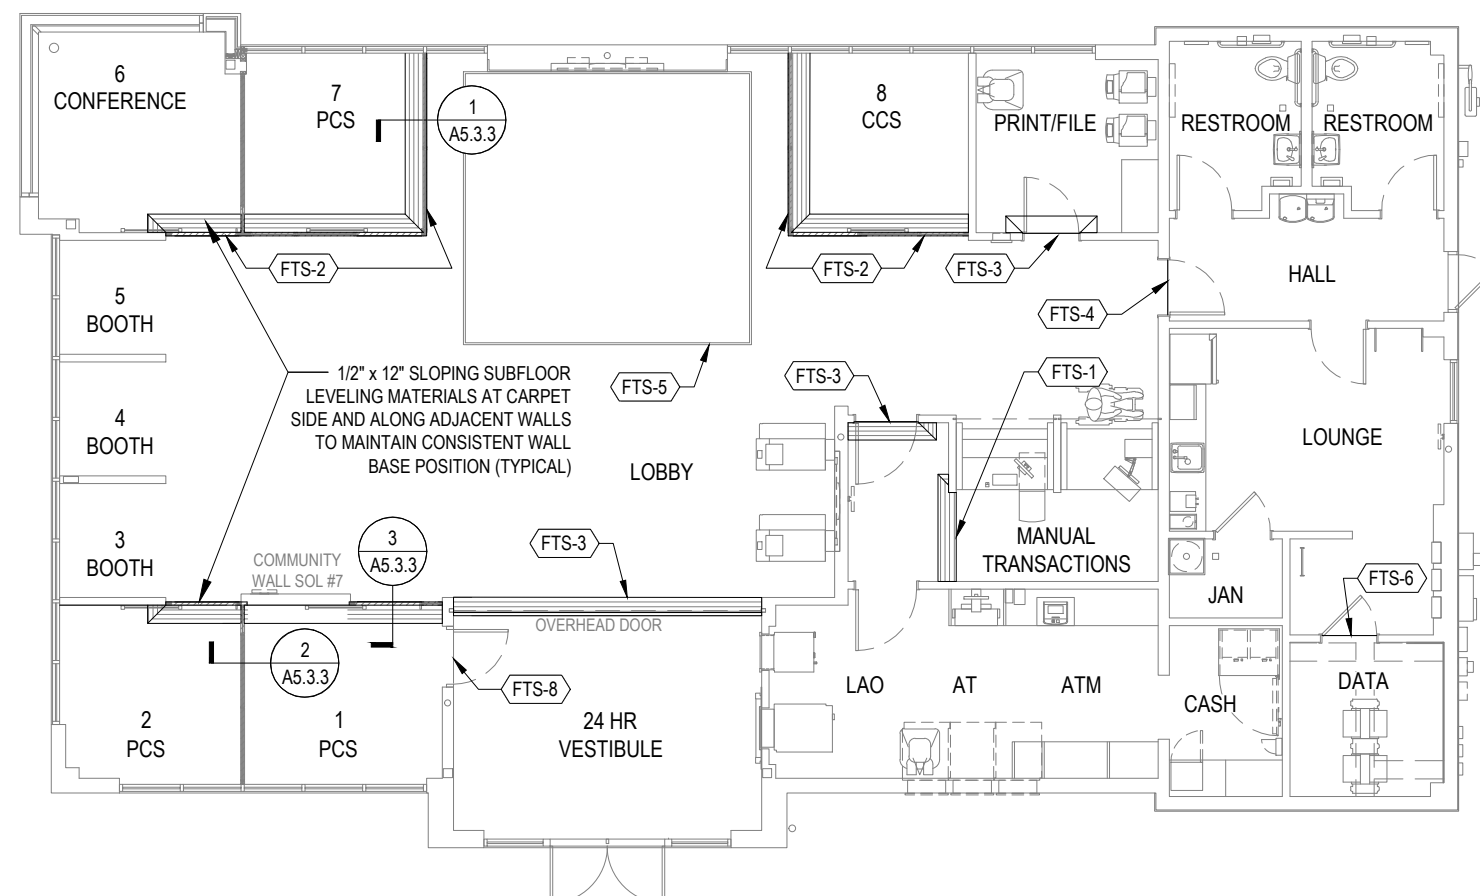 6
CONFERENCE
7
PCS
1
A5.3.3
8
CCS
PRINT/FILE
RESTROOM
RESTROOM
FTS-2
FTS-2
FTS-3
HALL
5
BOOTH
FTS-4
1/2" x 12" SLOPING SUBFLOOR
LEVELING MATERIALS AT CARPET
SIDE AND ALONG ADJACENT WALLS
TO MAINTAIN CONSISTENT WALL
BASE POSITION (TYPICAL)
FTS-5
FTS-3
FTS-1
4
BOOTH
LOBBY
LOUNGE
3
BOOTH
COMMUNITY
WALL SOL #7
3
A5.3.3
FTS-3
MANUAL
TRANSACTIONS
JAN
FTS-6
OVERHEAD DOOR
2
A5.3.3
FTS-8
LAO
AT
ATM
CASH
DATA
2
PCS
1
PCS
24 HR
VESTIBULE